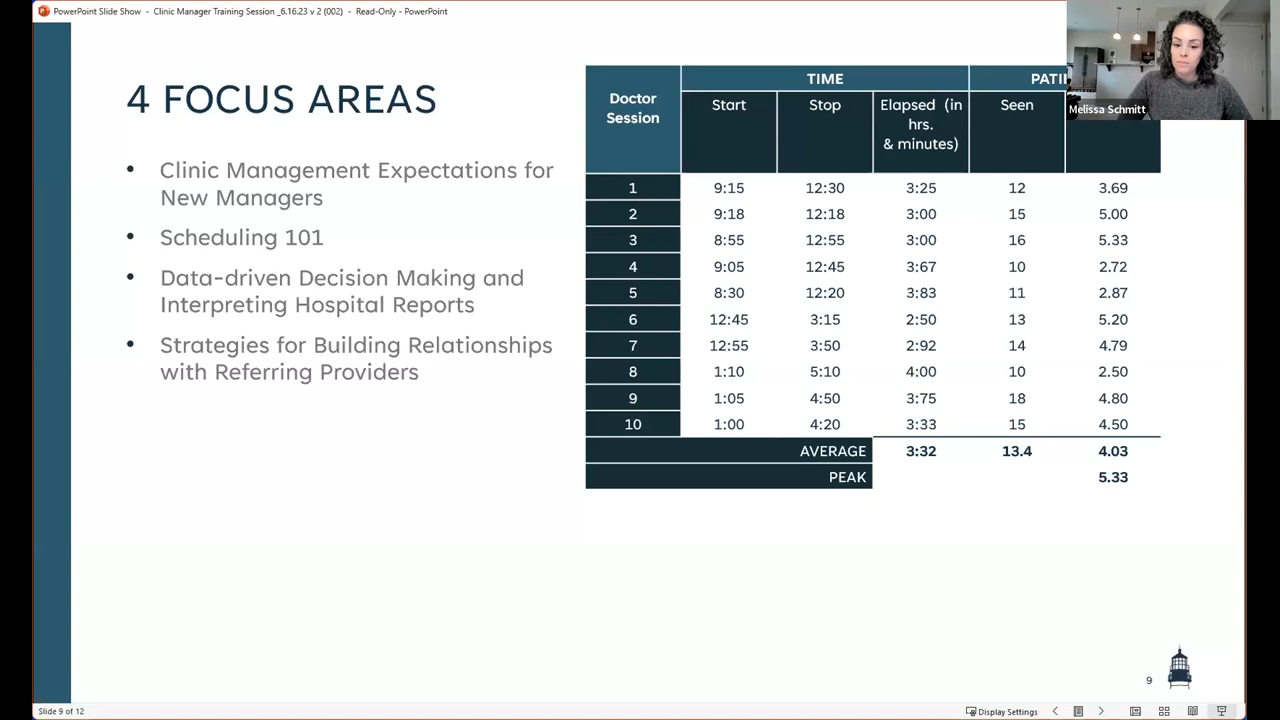 PowerPoint Slide Show - Clinic Manager Training Session _6.16.23 v 2 (002) - Read-Only - PowerPoint
Melissa Schmitt
4 FOCUS AREAS
• Clinic Management Expectations for
New Managers
• Scheduling 101
• Data-driven Decision Making and
Interpreting Hospital Reports
• Strategies for Building Relationships
with Referring Providers
Doctor Session TIME
Start Stop Elapsed (in hrs. & minutes) Seen
1 9:15 12:30 3:25 12 3.69
2 9:18 12:18 3:00 15 5.00
3 8:55 12:55 3:00 16 5.33
4 9:05 12:45 3:67 10 2.72
5 8:30 12:20 3:83 11 2.87
6 12:45 3:15 2:50 13 5.20
7 12:55 3:50 2:92 14 4.79
8 1:10 5:10 4:00 10 2.50
9 1:05 4:50 3:75 18 4.80
10 1:00 4:20 3:33 15 4.50
AVERAGE 3:32 13.4 4.03
PEAK 5.33
9
Slide 9 of 12
Display Settings